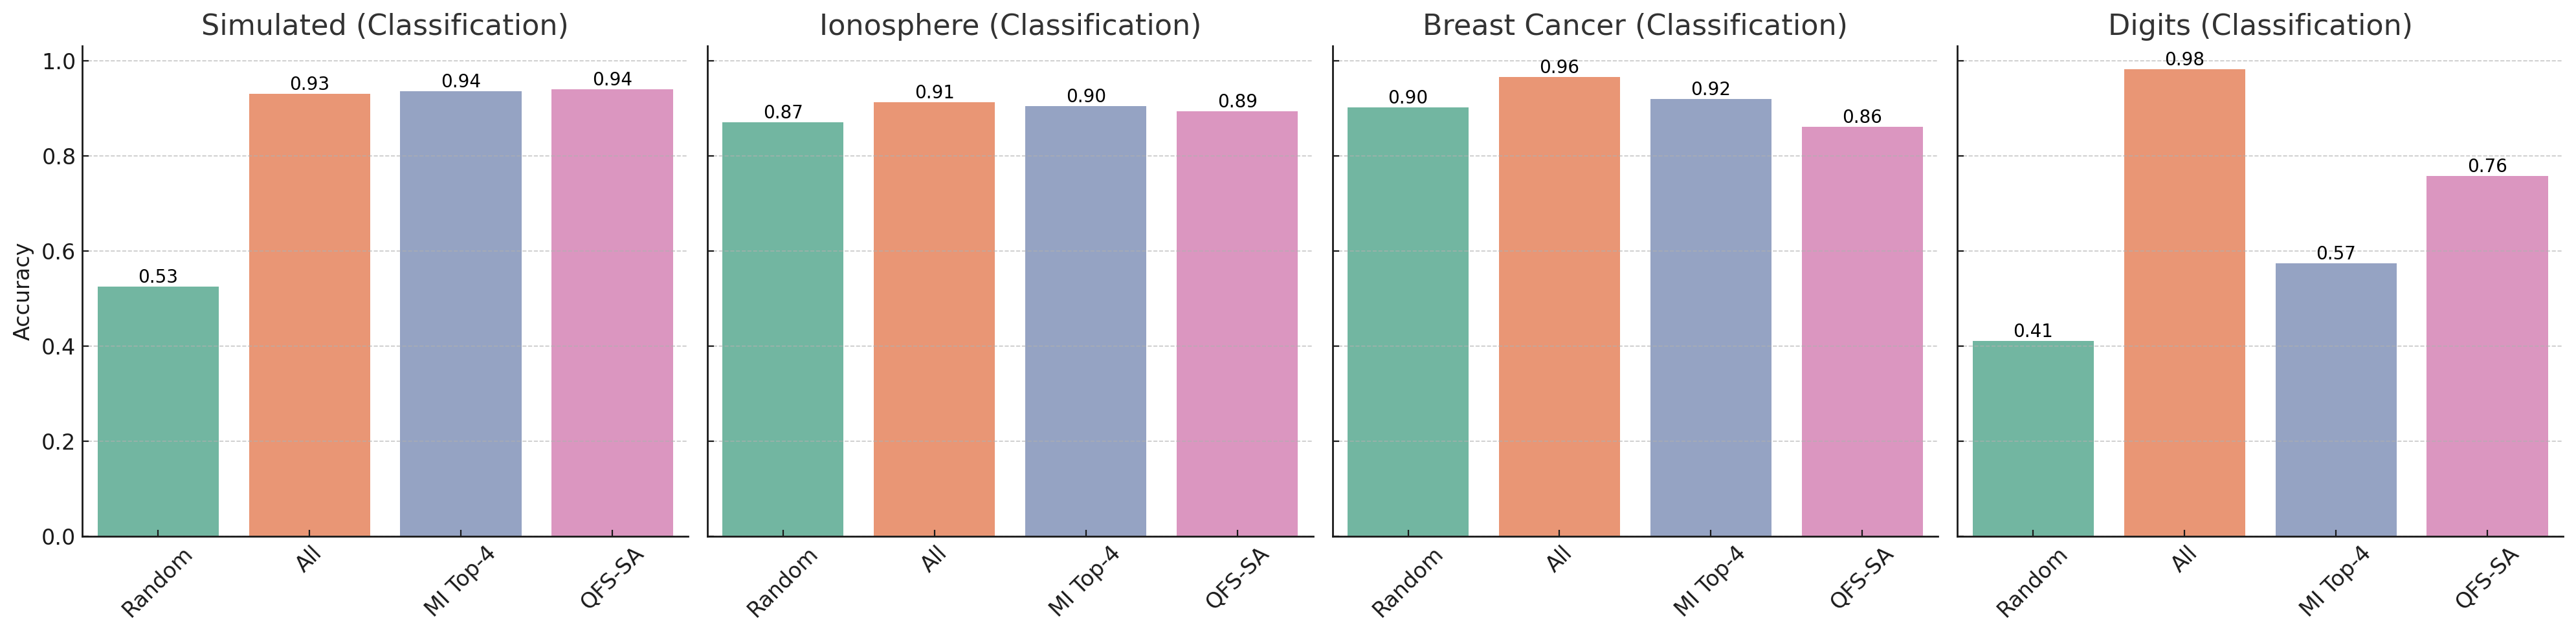 Simulated (Classification)
Ionosphere (Classification)
Breast Cancer (Classification)
Digits (Classification)
Accuracy
1.0
0.8
0.6
0.4
0.2
0.0
0.53
0.93
0.94
0.94
Random
All
MI Top-4
QFS-SA
0.87
0.91
0.90
0.89
Random
All
MI Top-4
QFS-SA
0.90
0.96
0.92
0.86
Random
All
MI Top-4
QFS-SA
0.41
0.98
0.57
0.76
Random
All
MI Top-4
QFS-SA